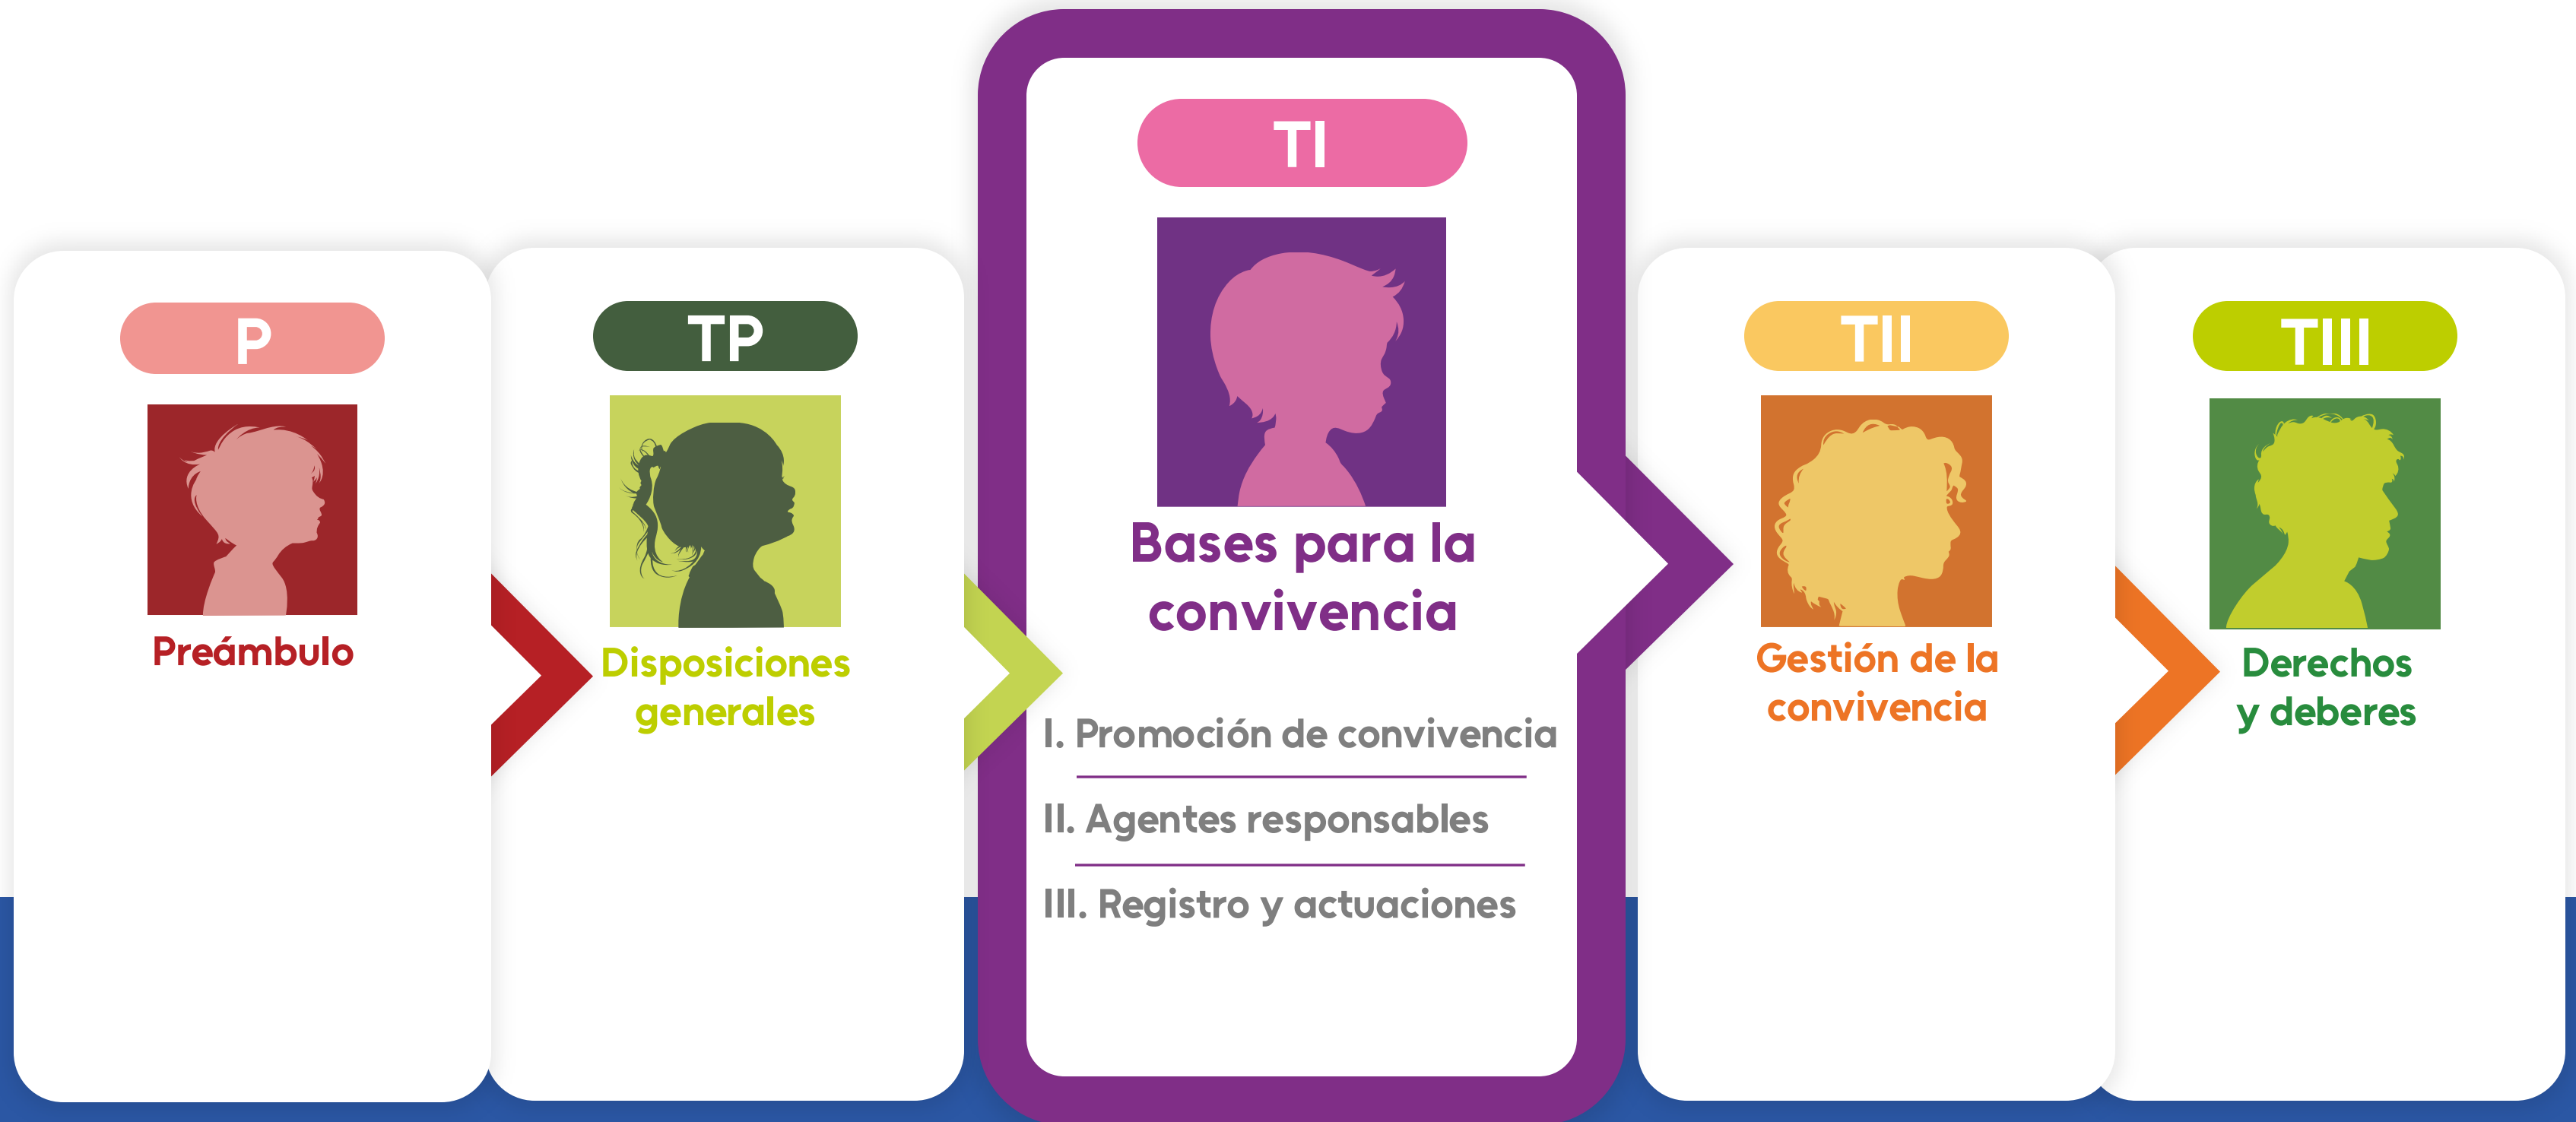 P
Preámbulo
TP
Disposiciones
generales
TI
Bases para la
convivencia
I. Promoción de convivencia
II. Agentes responsables
III. Registro y actuaciones
TII
Gestión de la
convivencia
TIII
Derechos
y deberes